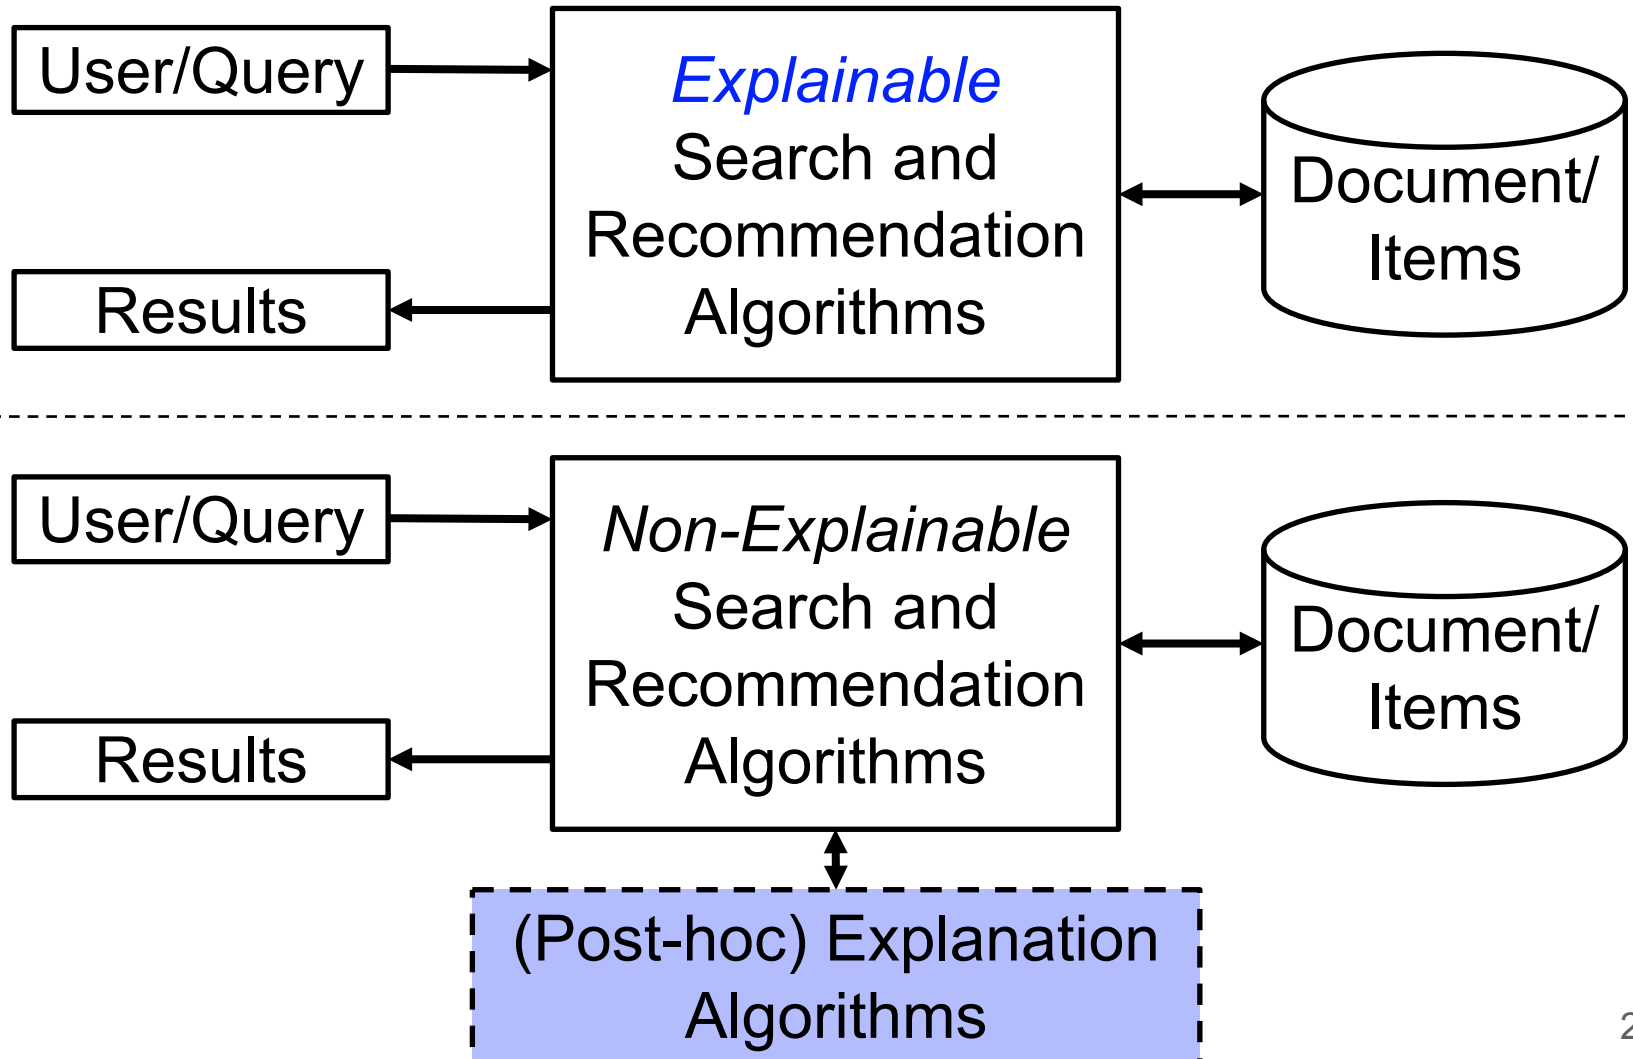 User/Query
Explainable
Search and
Recommendation
Algorithms
Document/
Items
Results
User/Query
Non-Explainable
Search and
Recommendation
Algorithms
Document/
Items
Results
(Post-hoc) Explanation
Algorithms
2